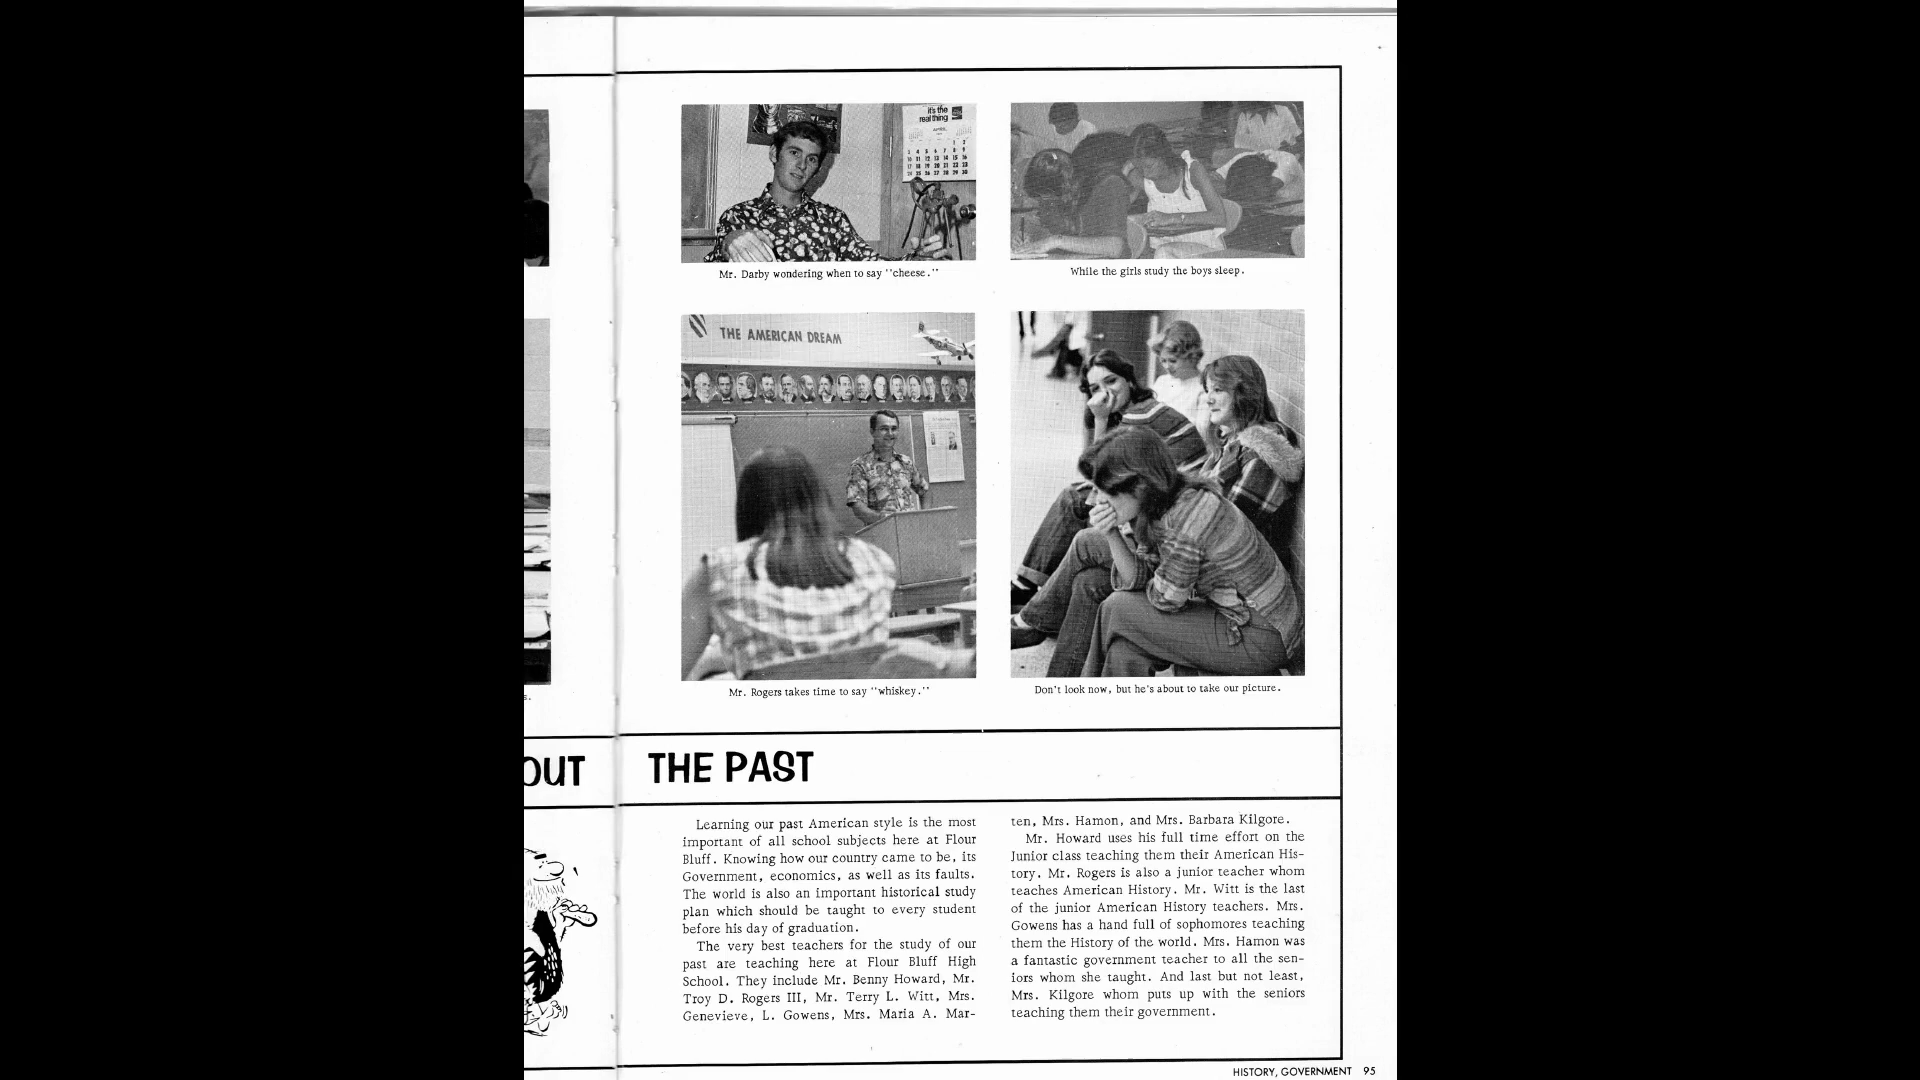 it's the
real thing
APRIL
Mr. Darby wondering when to say "cheese."
While the girls study the boys sleep.
THE AMERICAN DREAM
Mr. Rogers takes time to say "whiskey."
Don't look now, but he's about to take our picture.
s.
OUT THE PAST
Learning our past American style is the most
important of all school subjects here at Flour
Bluff. Knowing how our country came to be, its
Government, economics, as well as its faults.
The world is also an important historical study
plan which should be taught to every student
before his day of graduation.
The very best teachers for the study of our
past are teaching here at Flour Bluff High
School. They include Mr. Benny Howard, Mr.
Troy D. Rogers III, Mr. Terry L. Witt, Mrs.
Genevieve, L. Gowens, Mrs. Maria A. Mar-
ten, Mrs. Hamon, and Mrs. Barbara Kilgore.
Mr. Howard uses his full time effort on the
Junior class teaching them their American His-
tory. Mr. Rogers is also a junior teacher whom
teaches American History. Mr. Witt is the last
of the junior American History teachers. Mrs.
Gowens has a hand full of sophomores teaching
them the History of the world. Mrs. Hamon was
a fantastic government teacher to all the sen-
iors whom she taught. And last but not least,
Mrs. Kilgore whom puts up with the seniors
teaching them their government.
HISTORY, GOVERNMENT 95